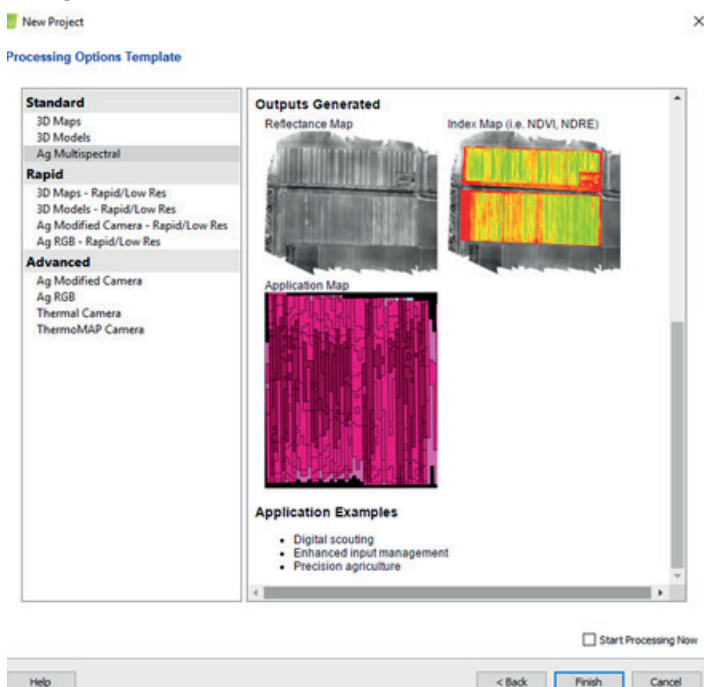 New Project
Processing Options Template
Standard
3D Maps
3D Models
Ag Multispectral
Rapid
3D Maps - Rapid/Low Res
3D Models - Rapid/Low Res
Ag Modified Camera - Rapid/Low Res
Ag RGB - Rapid/Low Res
Advanced
Ag Modified Camera
Ag RGB
Thermal Camera
ThermoMAP Camera
Outputs Generated
Reflectance Map
Index Map (i.e. NDVI, NDRE)
Application Map
Application Examples
• Digital scouting
• Enhanced input management
• Precision agriculture
Start Processing Now
Help
< Back
Finish
Cancel